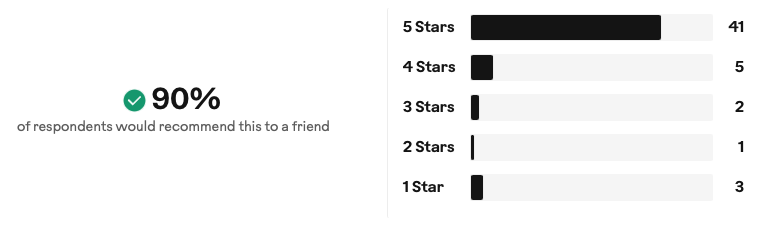 90%
of respondents would recommend this to a friend
5 Stars 41
4 Stars 5
3 Stars 2
2 Stars 1
1 Star 3